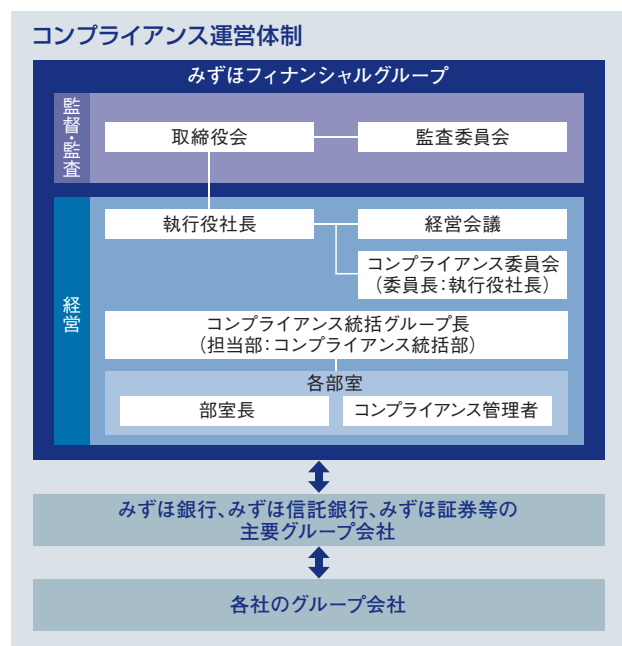 コンプライアンス運営体制
みずほフィナンシャルグループ
監督・監査
取締役会
監査委員会
経営
執行役社長
経営会議
コンプライアンス委員会
（委員長：執行役社長）
コンプライアンス統括グループ長
（担当部：コンプライアンス統括部）
各部室
部室長
コンプライアンス管理者
みずほ銀行、みずほ信託銀行、みずほ証券等の
主要グループ会社
各社のグループ会社